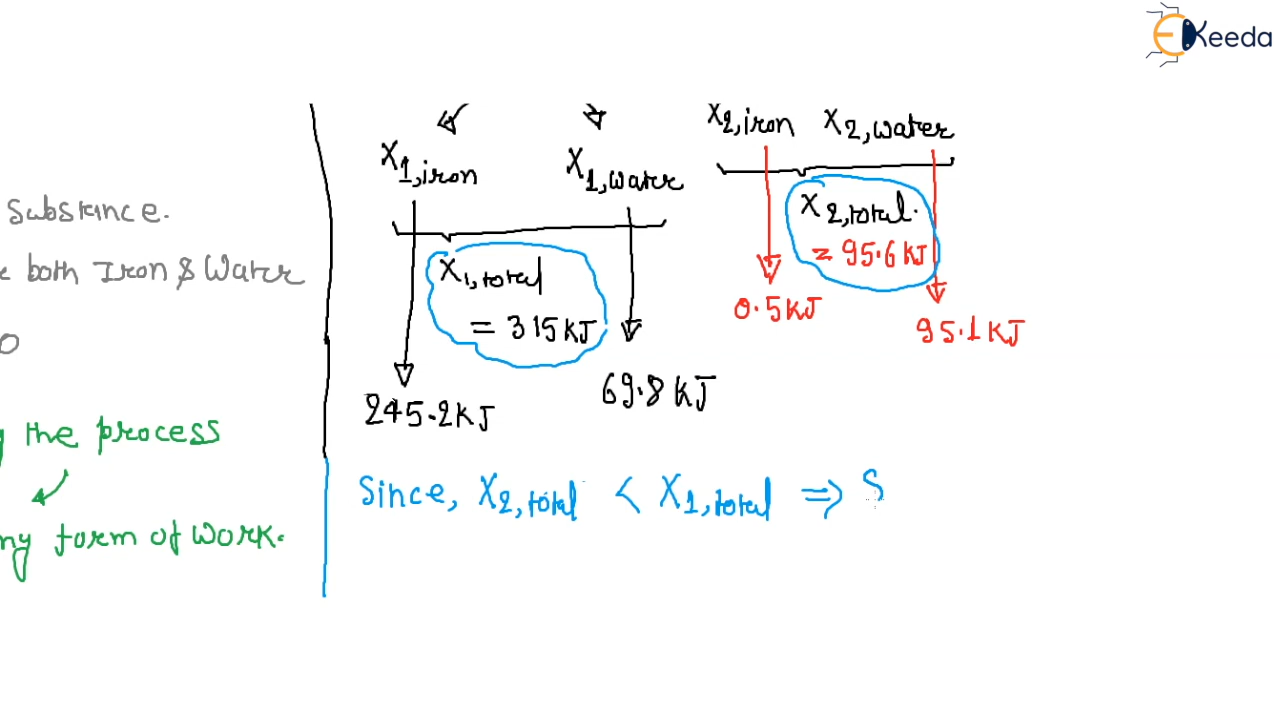 EKeeda
substance.
both Iron & Water
the process
form of work.
X1,iron
X1,water
X1,total
= 315 KJ
245.2 KJ
69.8 KJ
X2,iron X2,water
X2,total.
= 95.6 KJ
0.5 KJ
95.1 KJ
Since, X2,total < X1,total ⇒ S